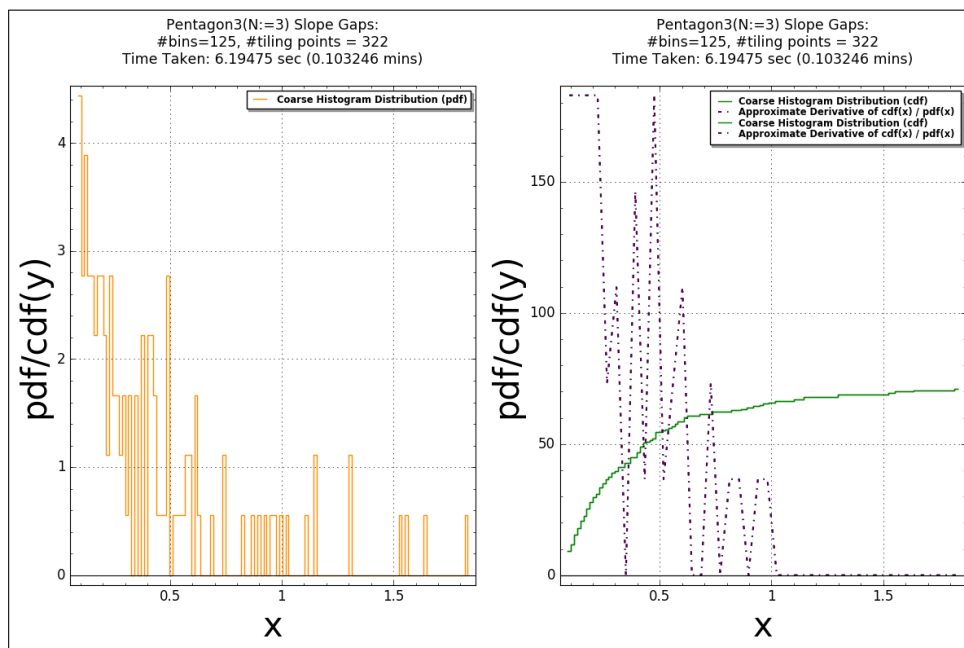 Pentagon3(N:=3) Slope Gaps:
#bins=125, #tiling points = 322
Time Taken: 6.19475 sec (0.103246 mins)
Coarse Histogram Distribution (pdf)
pdf/cdf(y)
4
3
2
1
0
0.5
1
1.5
x
Pentagon3(N:=3) Slope Gaps:
#bins=125, #tiling points = 322
Time Taken: 6.19475 sec (0.103246 mins)
Coarse Histogram Distribution (cdf)
Approximate Derivative of cdf(x) / pdf(x)
Coarse Histogram Distribution (cdf)
Approximate Derivative of cdf(x) / pdf(x)
pdf/cdf(y)
150
100
50
0
0.5
1
1.5
x